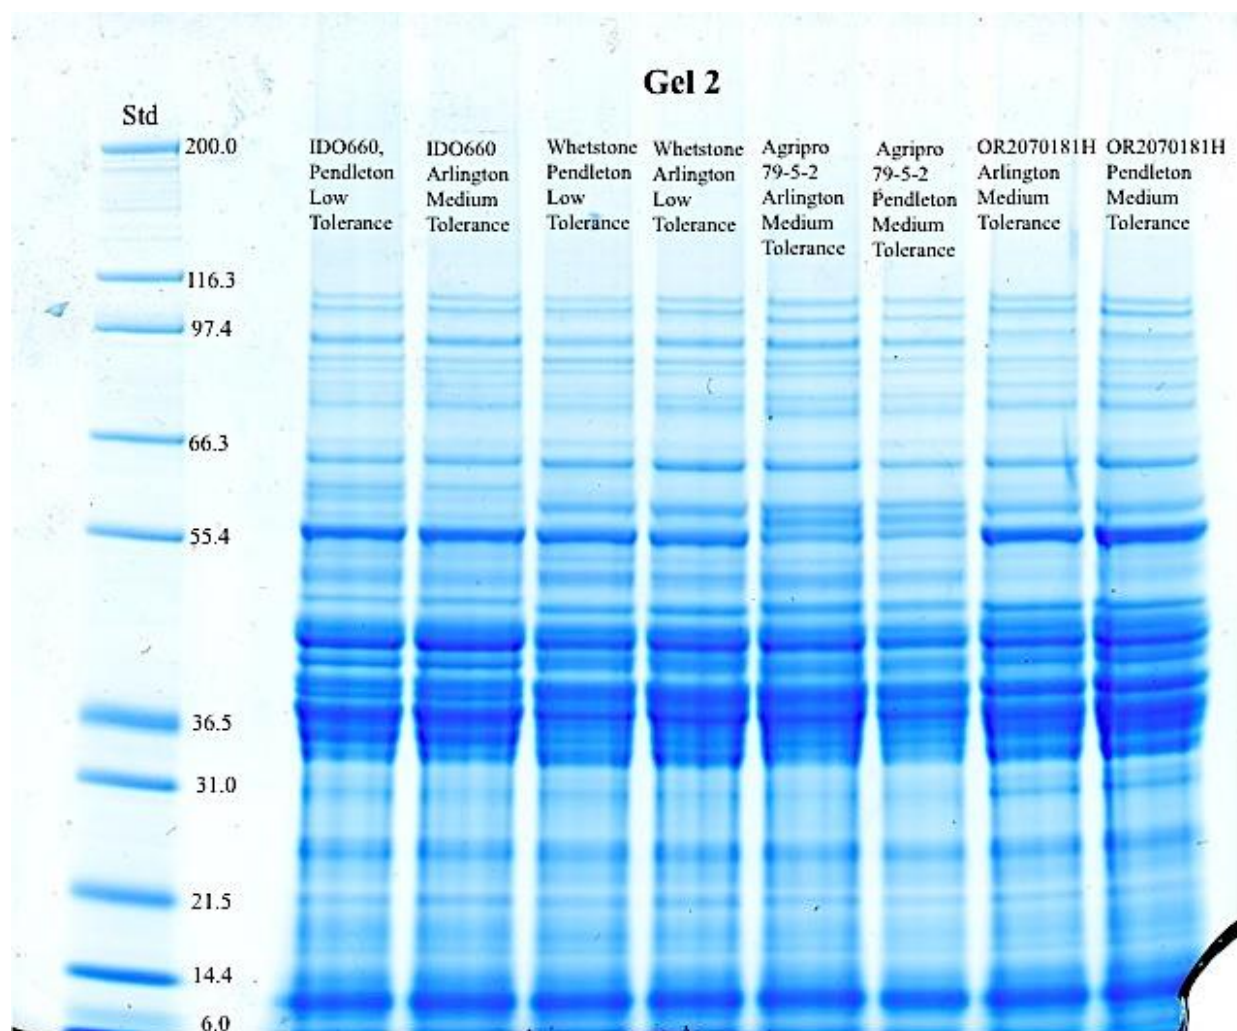 Gel 2
Std
200.0
116.3
97.4
66.3
55.4
36.5
31.0
21.5
14.4
6.0
IDO660,
Pendleton
Low
Tolerance
IDO660
Arlington
Medium
Tolerance
Whetstone
Pendleton
Low
Tolerance
Whetstone
Arlington
Low
Tolerance
Agripro
79-5-2
Arlington
Medium
Tolerance
Agripro
79-5-2
Pendleton
Medium
Tolerance
OR2070181H
Arlington
Medium
Tolerance
OR2070181H
Pendleton
Medium
Tolerance